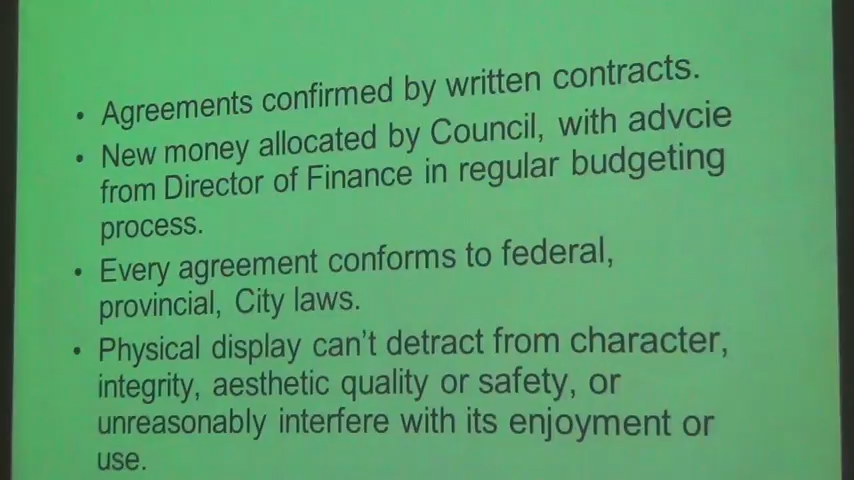 • Agreements confirmed by written contracts.
• New money allocated by Council, with advcie
from Director of Finance in regular budgeting
process.
• Every agreement conforms to federal,
provincial, City laws.
• Physical display can't detract from character,
integrity, aesthetic quality or safety, or
unreasonably interfere with its enjoyment or
use.